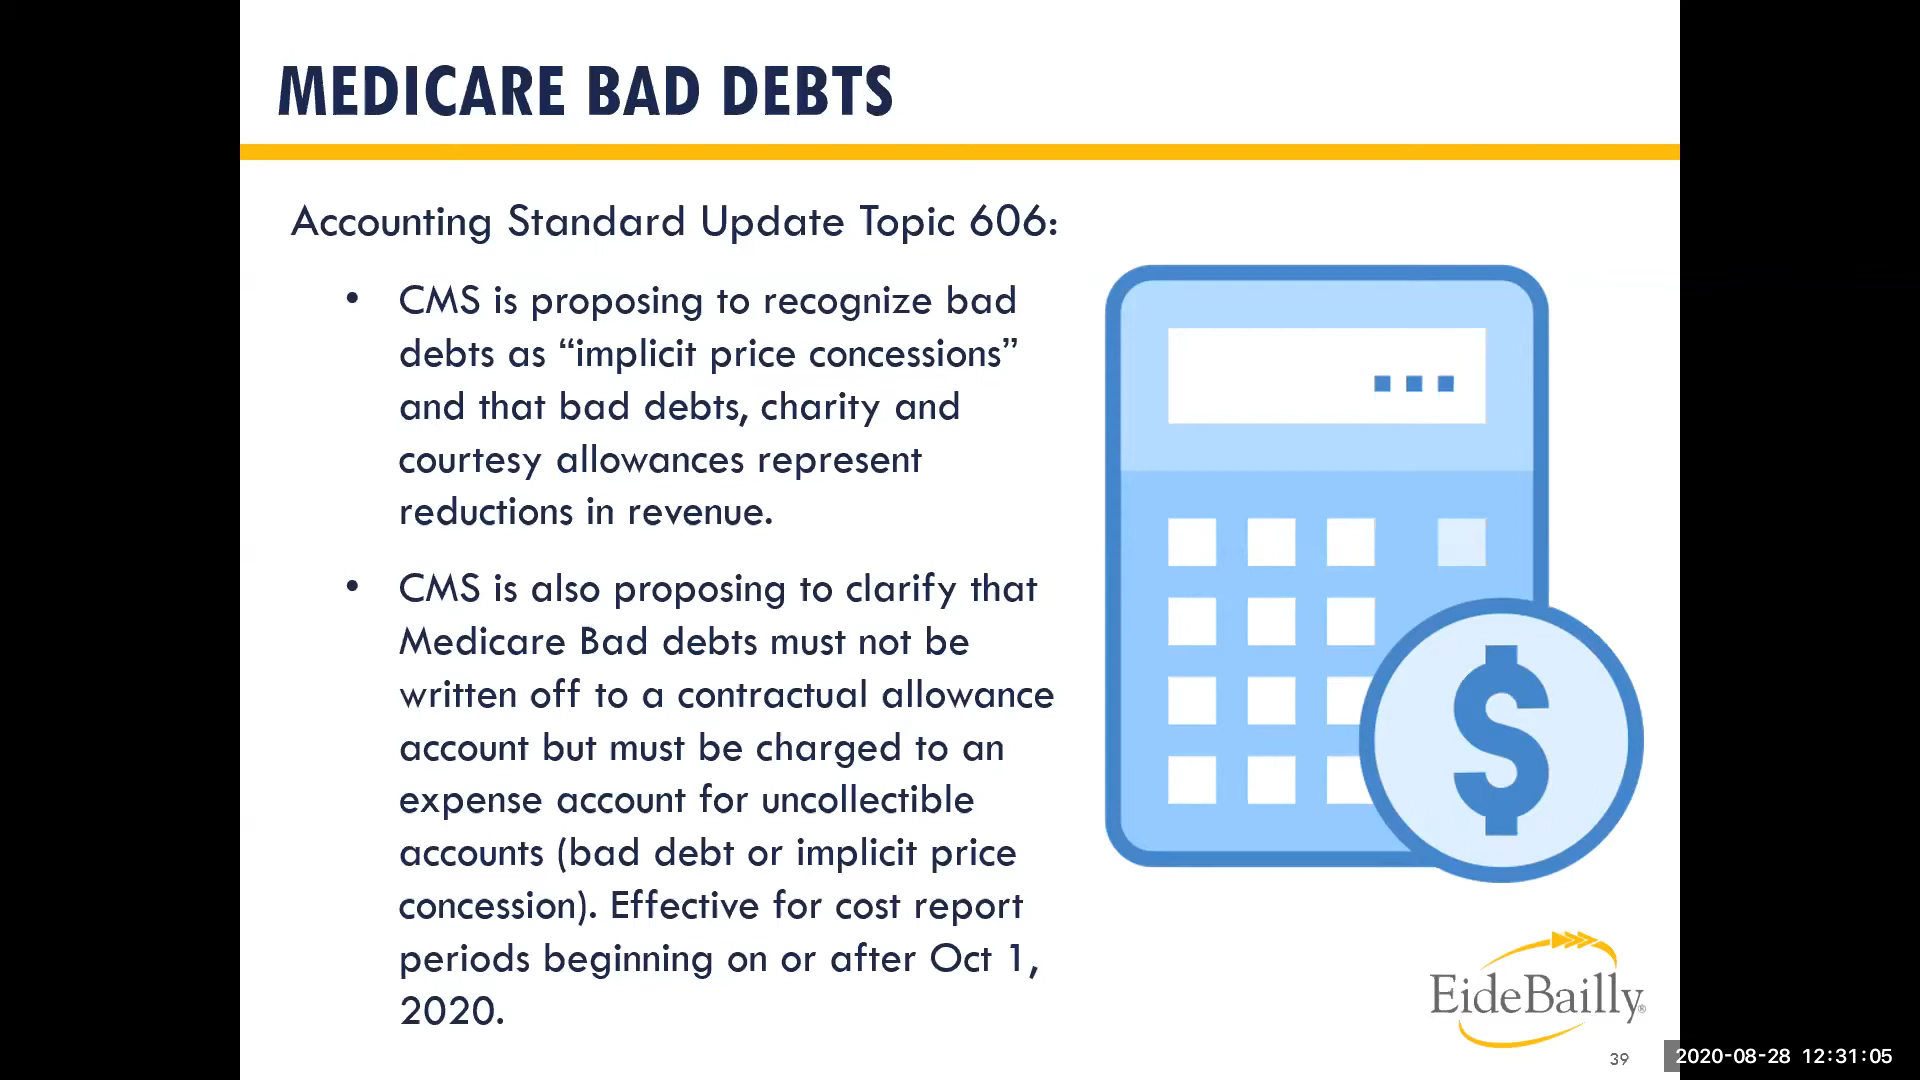 MEDICARE BAD DEBTS
Accounting Standard Update Topic 606:
• CMS is proposing to recognize bad
debts as “implicit price concessions”
and that bad debts, charity and
courtesy allowances represent
reductions in revenue.
• CMS is also proposing to clarify that
Medicare Bad debts must not be
written off to a contractual allowance
account but must be charged to an
expense account for uncollectible
accounts (bad debt or implicit price
concession). Effective for cost report
periods beginning on or after Oct 1,
2020.
$
EideBailly®
39
2020-08-28 12:31:05